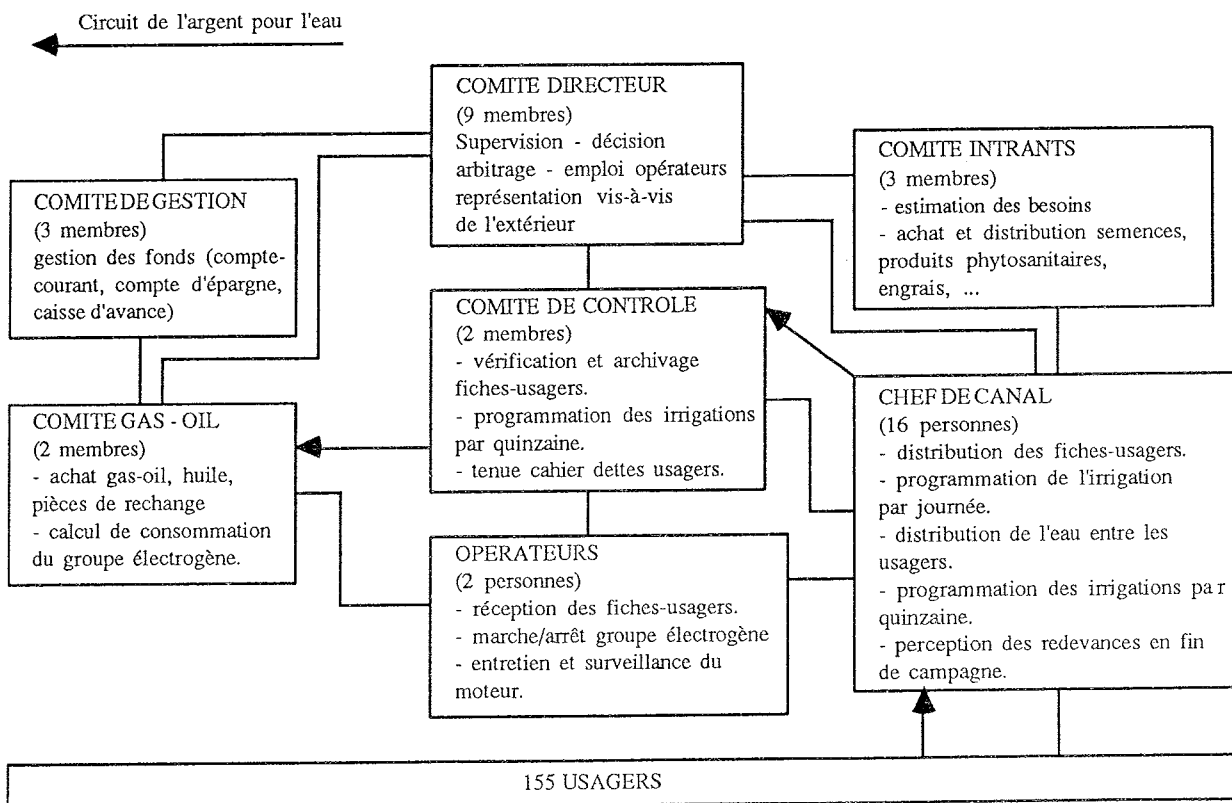 Circuit de l'argent pour l'eau
COMITE DIRECTEUR
(9 membres)
Supervision - décision
arbitrage - emploi opérateurs
représentation vis-à-vis
de l'extérieur
COMITE INTRANTS
(3 membres)
- estimation des besoins
- achat et distribution semences,
produits phytosanitaires,
engrais, ...
COMITE DE GESTION
(3 membres)
gestion des fonds (compte-
courant, compte d'épargne,
caisse d'avance)
COMITE DE CONTROLE
(2 membres)
- vérification et archivage
fiches-usagers.
- programmation des irrigations
par quinzaine.
- tenue cahier dettes usagers.
COMITE GAS - OIL
(2 membres)
- achat gas-oil, huile,
pièces de rechange
- calcul de consommation
du groupe électrogène.
CHEF DE CANAL
(16 personnes)
- distribution des fiches-usagers.
- programmation de l'irrigation
par journée.
- distribution de l'eau entre les
usagers.
- programmation des irrigations par
quinzaine.
- perception des redevances en fin
de campagne.
OPERATEURS
(2 personnes)
- réception des fiches-usagers.
- marche/arrêt groupe électrogène
- entretien et surveillance du
moteur.
155 USAGERS